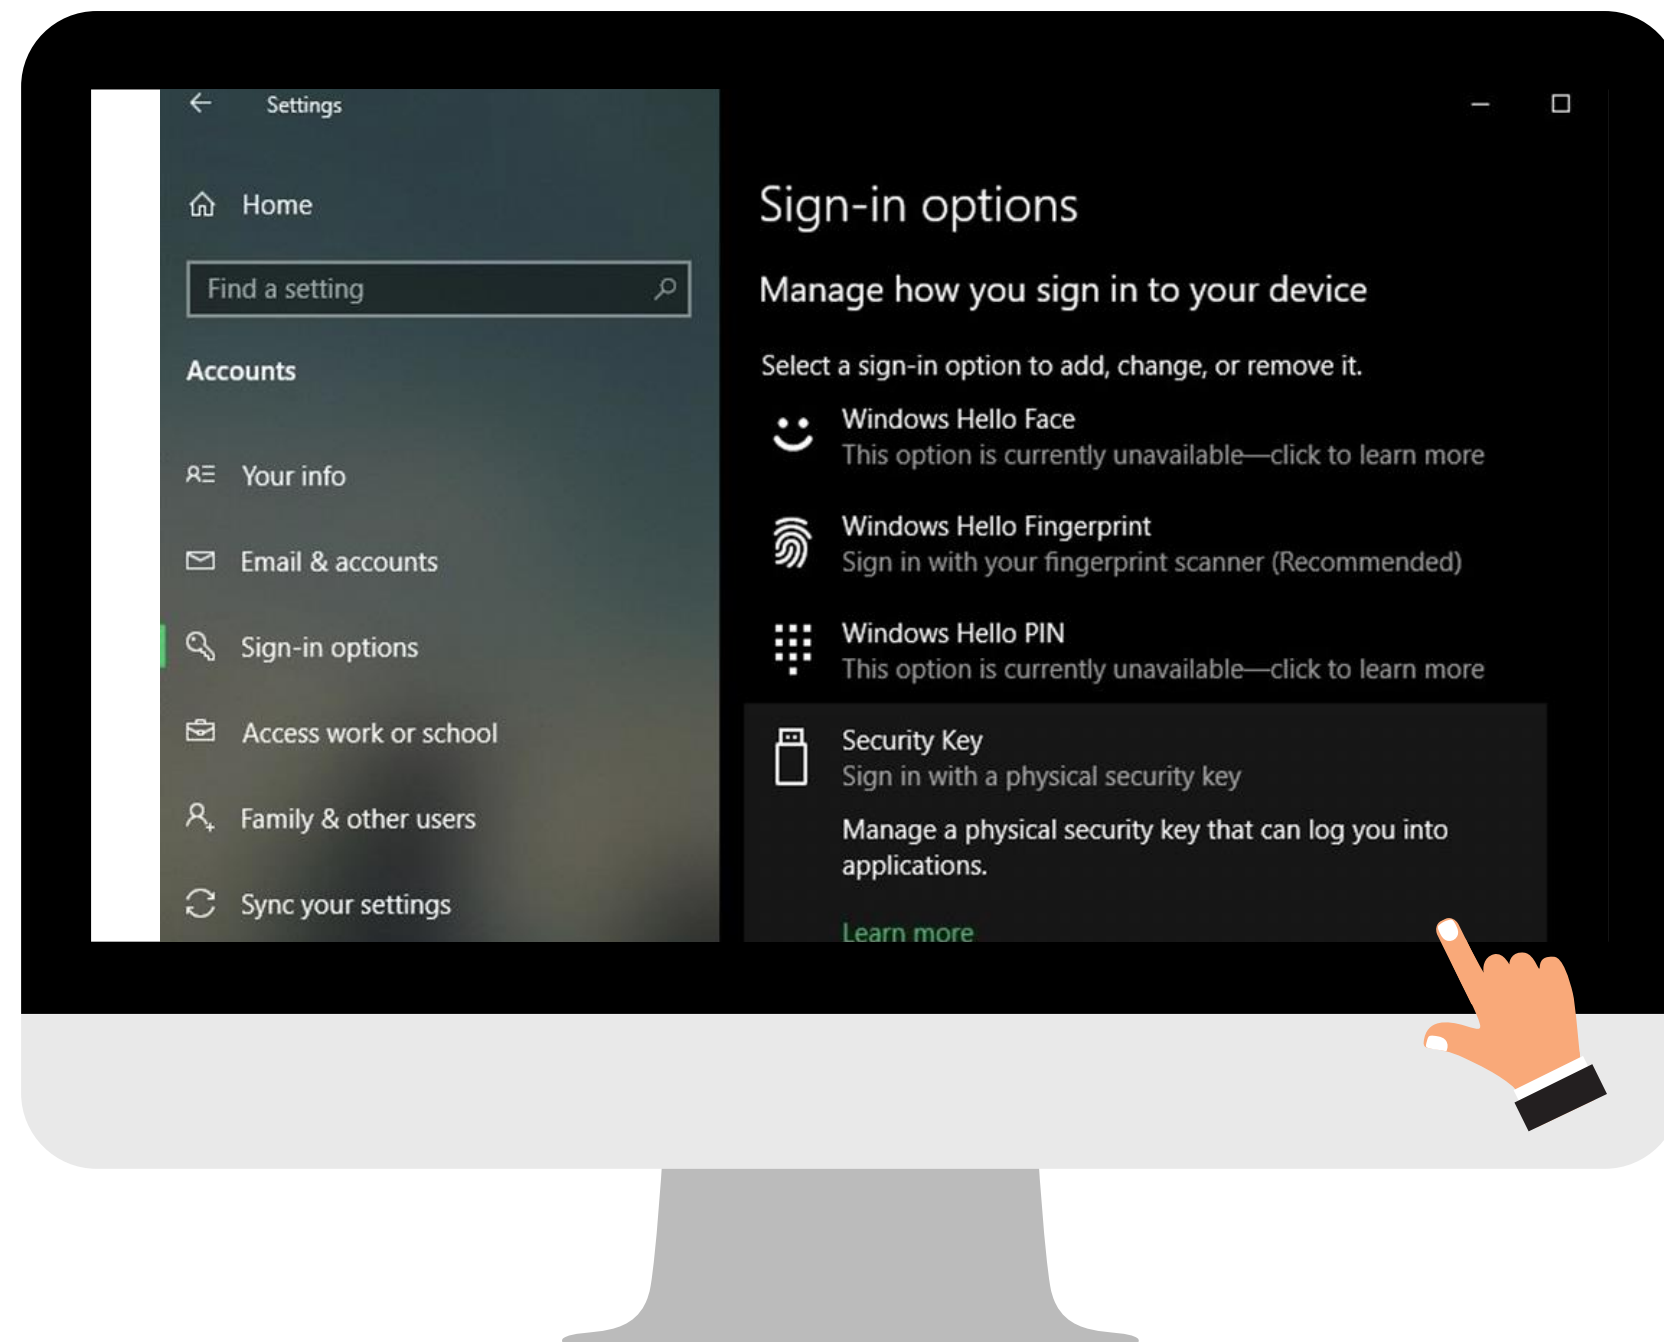 Settings
Home
Find a setting
Accounts
Your info
Email & accounts
Sign-in options
Access work or school
Family & other users
Sync your settings
Sign-in options
Manage how you sign in to your device
Select a sign-in option to add, change, or remove it.
Windows Hello Face
This option is currently unavailable—click to learn more
Windows Hello Fingerprint
Sign in with your fingerprint scanner (Recommended)
Windows Hello PIN
This option is currently unavailable—click to learn more
Security Key
Sign in with a physical security key
Manage a physical security key that can log you into
applications.
Learn more